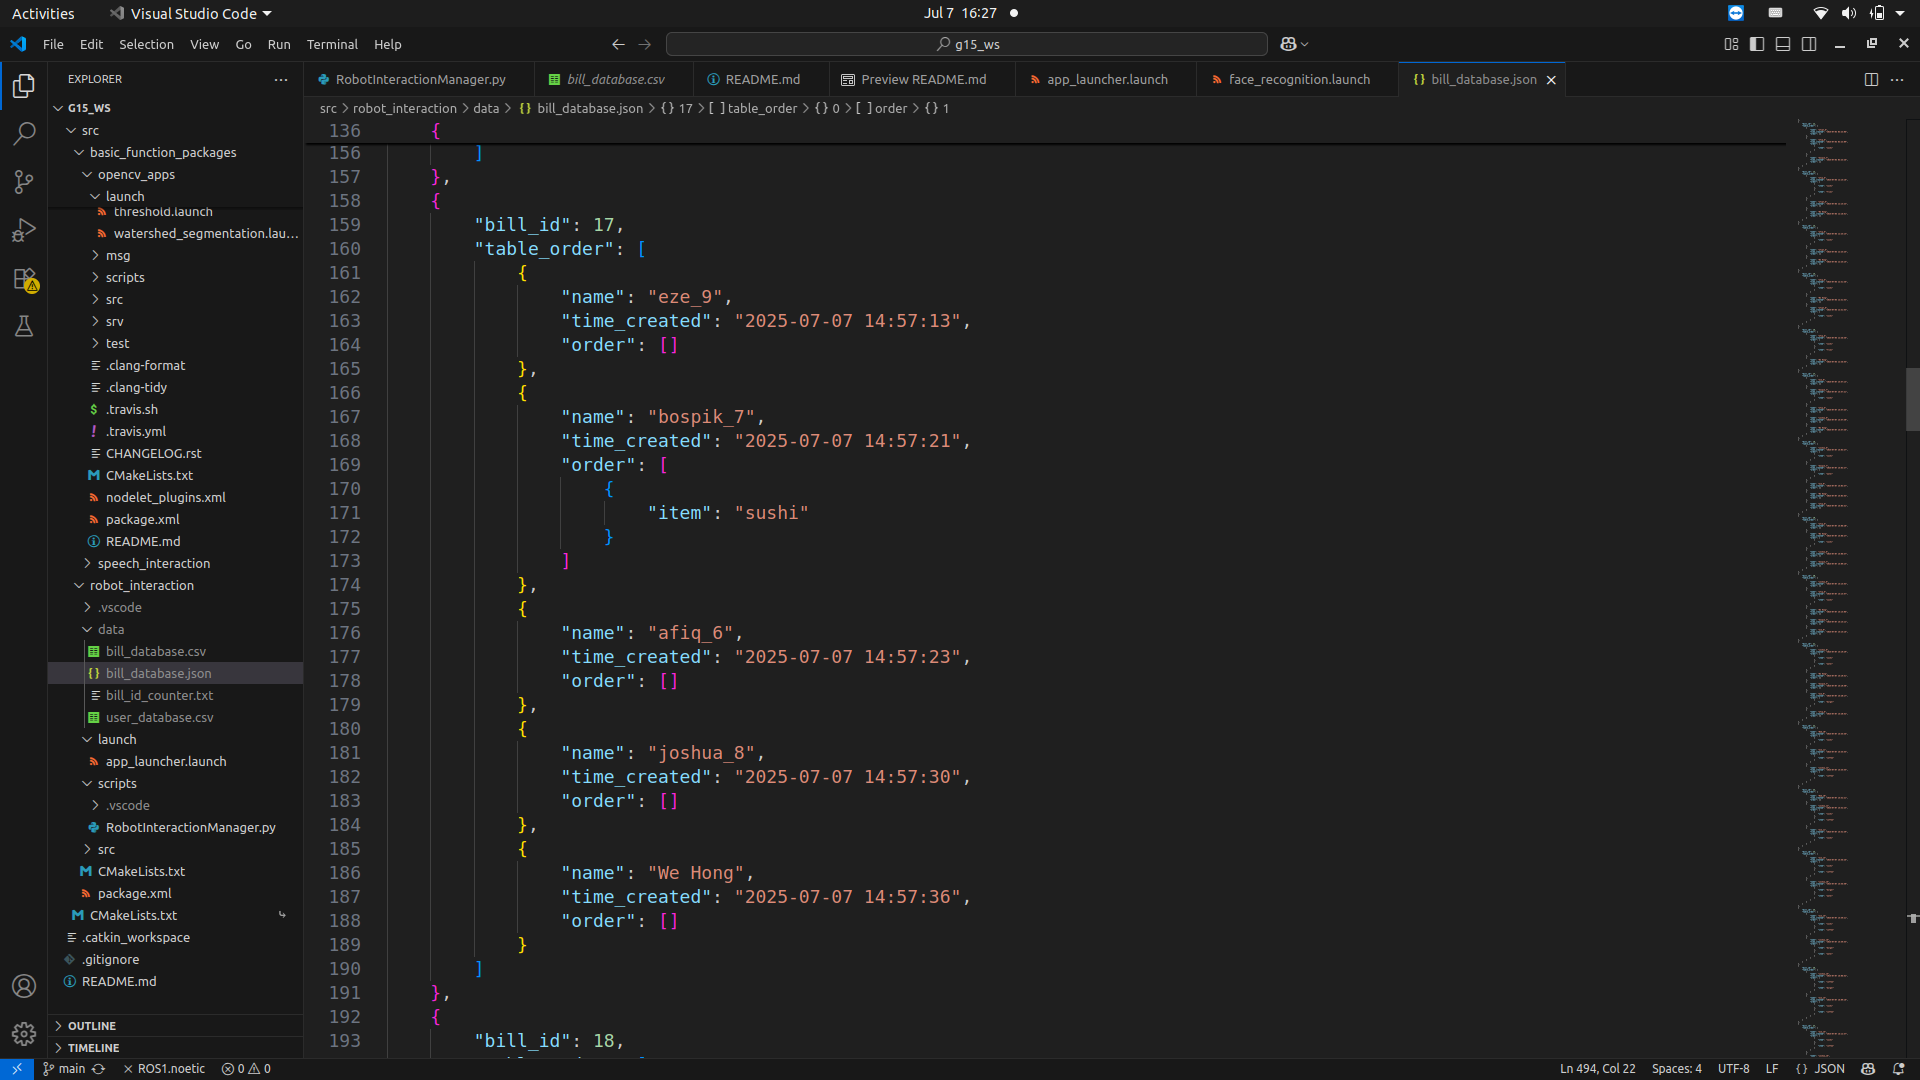 Activities
Visual Studio Code
Jul 7 16:27
File Edit Selection View Go Run Terminal Help
g15_ws
EXPLORER
RobotInteractionManager.py
bill_database.csv
README.md
Preview README.md
app_launcher.launch
face_recognition.launch
bill_database.json
src > robot_interaction > data > {} bill_database.json > {} 17 > [ ] table_order > {} 0 > [ ] order > {} 1
G15_WS
src
basic_function_packages
opencv_apps
launch
threshold.launch
watershed_segmentation.lau...
msg
scripts
src
srv
test
.clang-format
.clang-tidy
.travis.sh
.travis.yml
CHANGELOG.rst
CMakeLists.txt
nodelet_plugins.xml
package.xml
README.md
speech_interaction
robot_interaction
.vscode
data
bill_database.csv
bill_database.json
bill_id_counter.txt
user_database.csv
launch
app_launcher.launch
scripts
.vscode
RobotInteractionManager.py
src
CMakeLists.txt
package.xml
CMakeLists.txt
.catkin_workspace
.gitignore
README.md
OUTLINE
TIMELINE
136 {
156 ]
157 },
158 {
159 "bill_id": 17,
160 "table_order": [
161 {
162 "name": "eze_9",
163 "time_created": "2025-07-07 14:57:13",
164 "order": []
165 },
166 {
167 "name": "bospik_7",
168 "time_created": "2025-07-07 14:57:21",
169 "order": [
170 {
171 "item": "sushi"
172 }
173 ]
174 },
175 {
176 "name": "afiq_6",
177 "time_created": "2025-07-07 14:57:23",
178 "order": []
179 },
180 {
181 "name": "joshua_8",
182 "time_created": "2025-07-07 14:57:30",
183 "order": []
184 },
185 {
186 "name": "We Hong",
187 "time_created": "2025-07-07 14:57:36",
188 "order": []
189 }
190 ]
191 },
192 {
193 "bill_id": 18,
main
ROS1.noetic
0 0
Ln 494, Col 22
Spaces: 4
UTF-8
LF
{} JSON